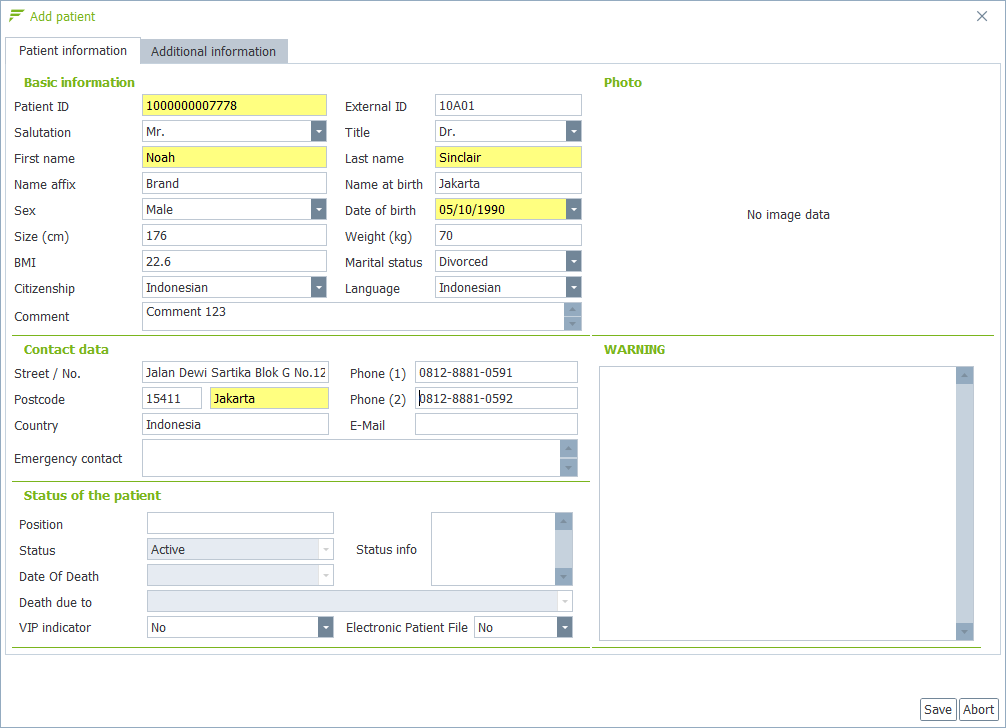 Add patient
Patient information Additional information
Basic information Photo
Patient ID 1000000007778 External ID 10A01
Salutation Mr. Title Dr.
First name Noah Last name Sinclair
Name affix Brand Name at birth Jakarta
Sex Male Date of birth 05/10/1990
No image data
Size (cm) 176 Weight (kg) 70
BMI 22.6 Marital status Divorced
Citizenship Indonesian Language Indonesian
Comment Comment 123
Contact data WARNING
Street / No. Jalan Dewi Sartika Blok G No.12 Phone (1) 0812-8881-0591
Postcode 15411 Jakarta Phone (2) 0812-8881-0592
Country Indonesia E-Mail
Emergency contact
Status of the patient
Position
Status Active Status info
Date Of Death
Death due to
VIP indicator No Electronic Patient File No
Save Abort